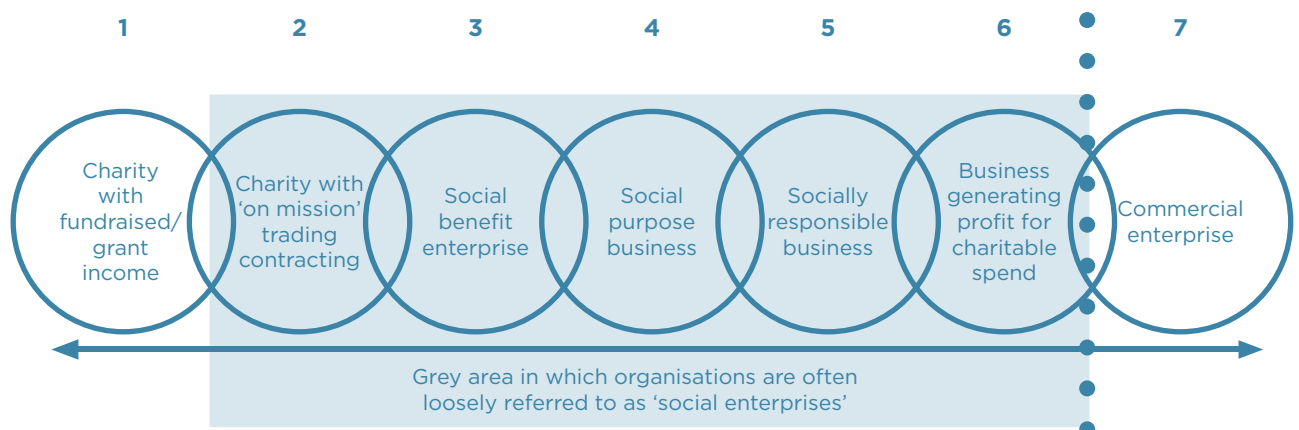 1
2
3
4
5
6
7
Charity
with
fundraised/
grant
income
Charity with
‘on mission’
trading
contracting
Social
benefit
enterprise
Social
purpose
business
Socially
responsible
business
Business
generating
profit for
charitable
spend
Commercial
enterprise
Grey area in which organisations are often
loosely referred to as ‘social enterprises’